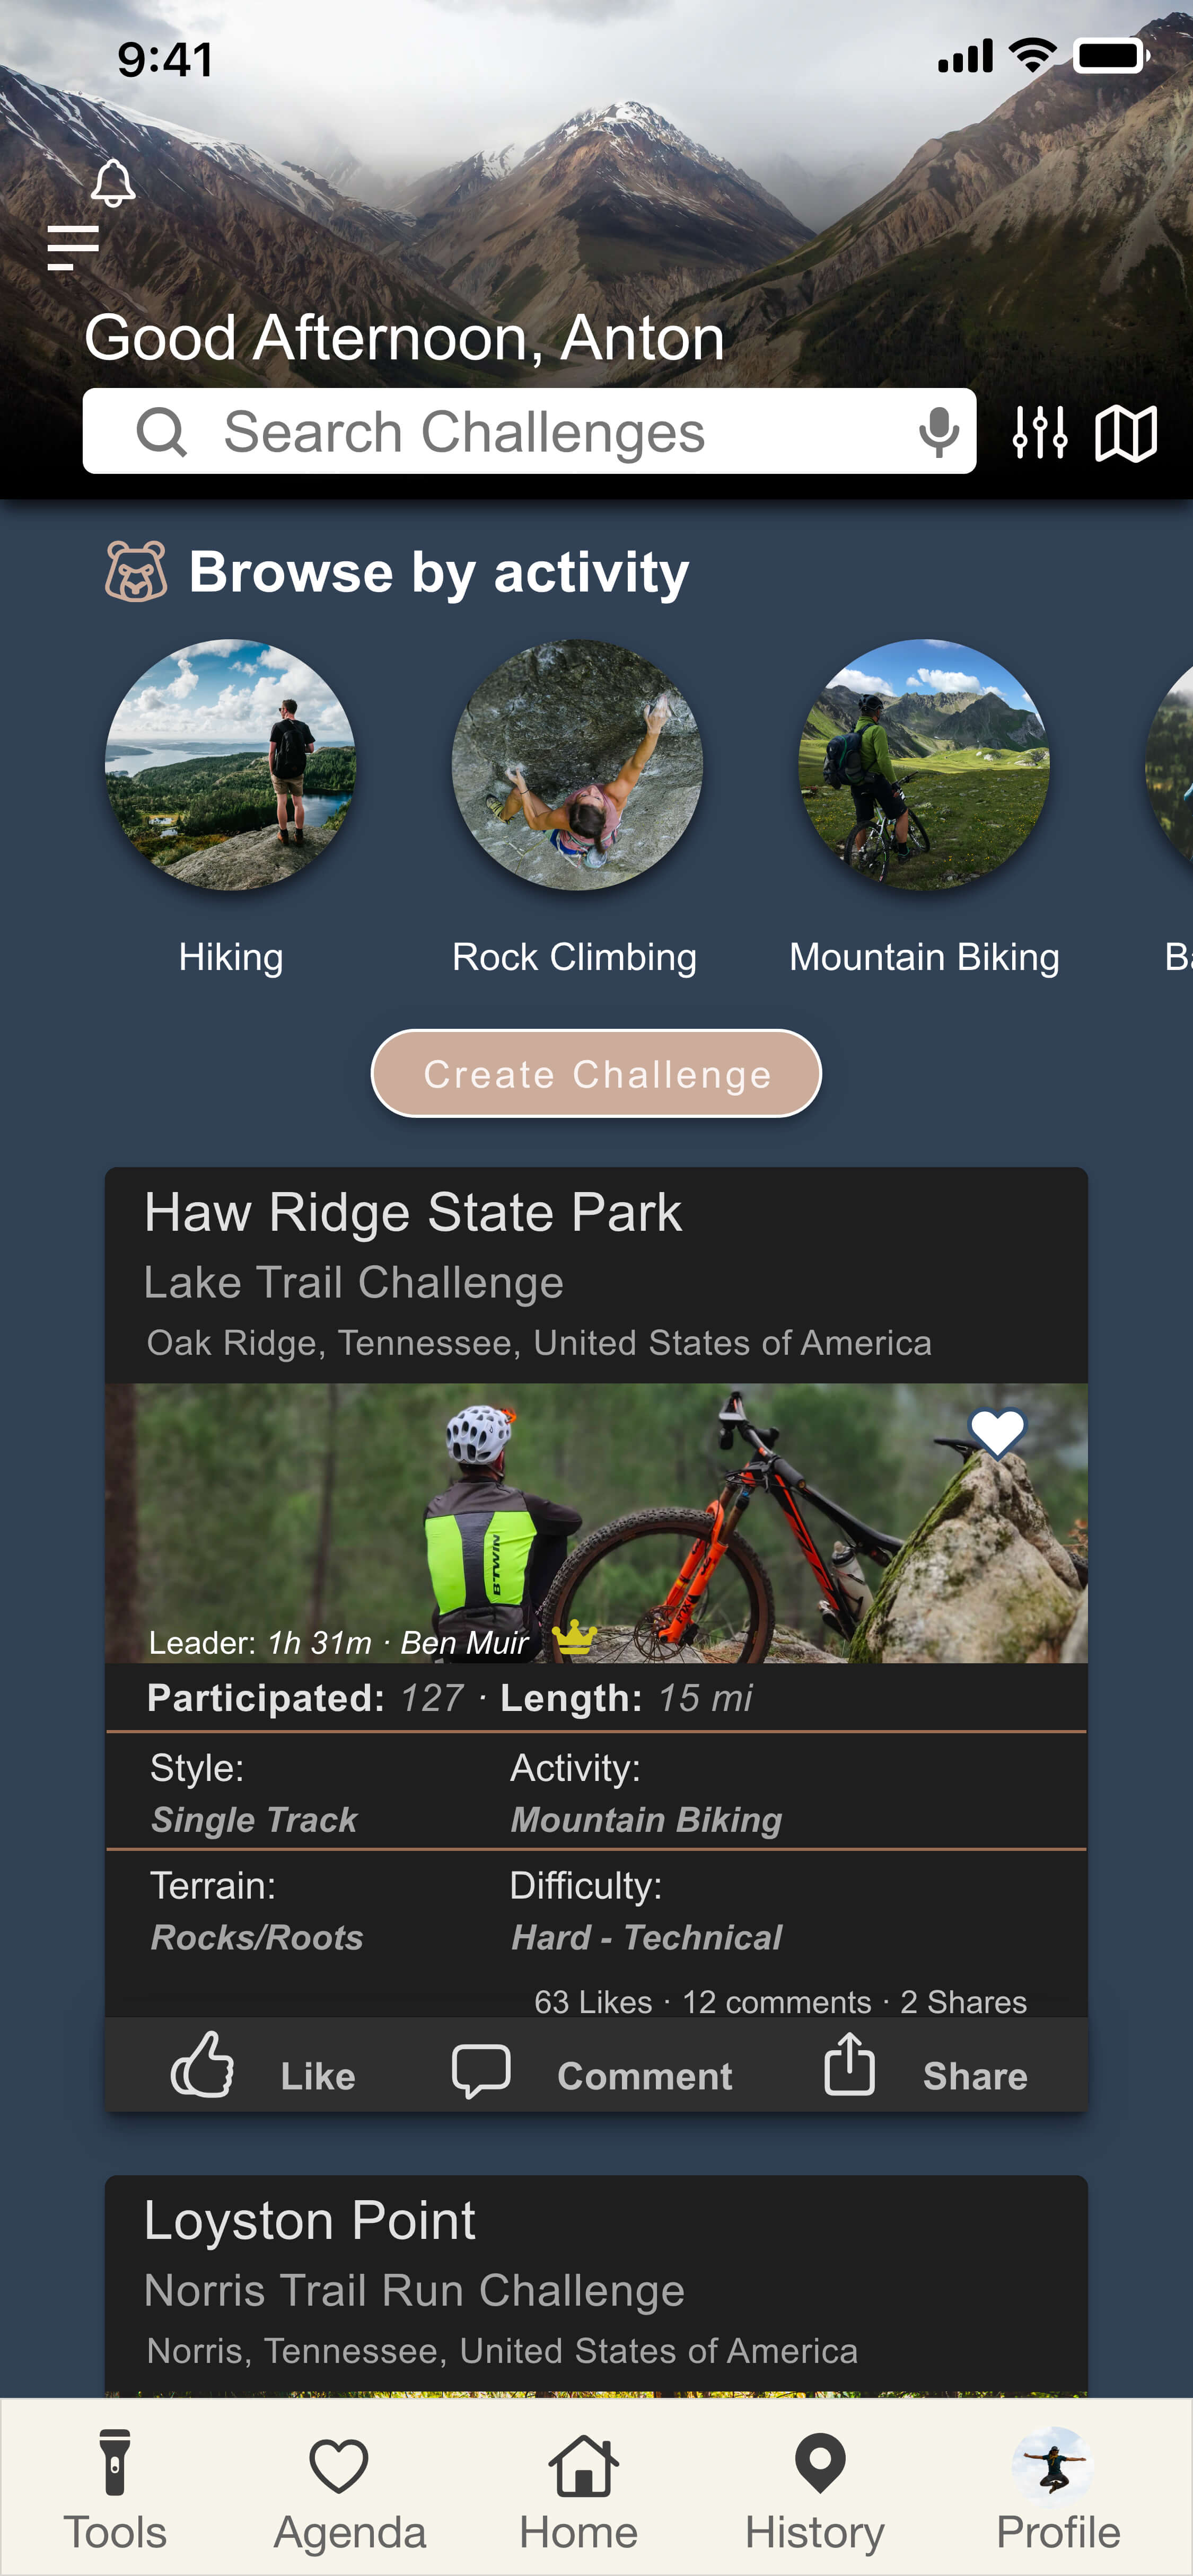 9:41
Good Afternoon, Anton
Search Challenges
Browse by activity
Hiking
Rock Climbing
Mountain Biking
Create Challenge
Haw Ridge State Park
Lake Trail Challenge
Oak Ridge, Tennessee, United States of America
BTWIN
Leader: 1h 31m · Ben Muir
Participated: 127 · Length: 15 mi
Style: Activity:
Single Track Mountain Biking
Terrain: Difficulty:
Rocks/Roots Hard - Technical
63 Likes · 12 comments · 2 Shares
Like Comment Share
Loyston Point
Norris Trail Run Challenge
Norris, Tennessee, United States of America
Tools Agenda Home History Profile